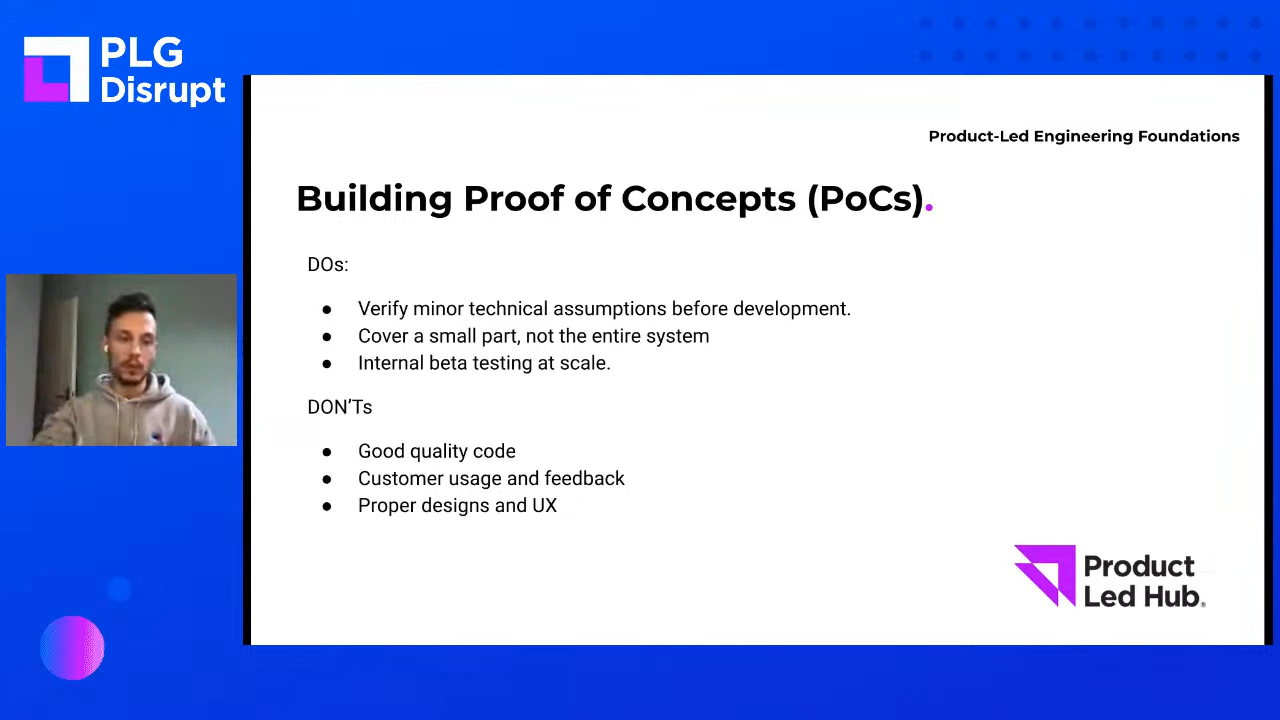 PLG
Disrupt
Product-Led Engineering Foundations
Building Proof of Concepts (PoCs).
DOs:
● Verify minor technical assumptions before development.
● Cover a small part, not the entire system
● Internal beta testing at scale.
DON’Ts
● Good quality code
● Customer usage and feedback
● Proper designs and UX
Product
Led Hub®